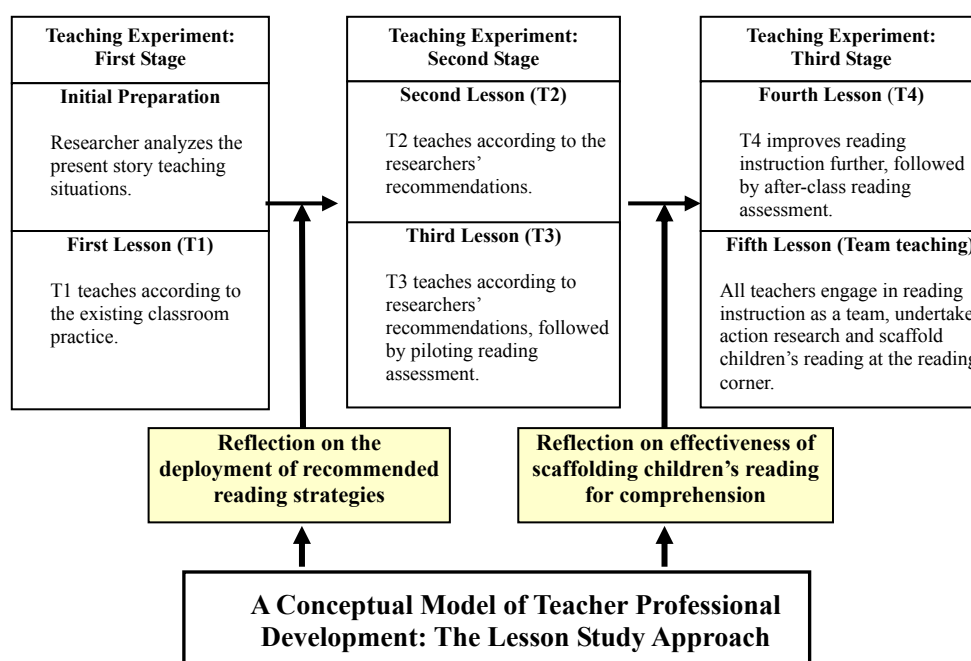 Teaching Experiment:
First Stage
Initial Preparation
Researcher analyzes the
present story teaching
situations.
First Lesson (T1)
T1 teaches according to
the existing classroom
practice.
Teaching Experiment:
Second Stage
Second Lesson (T2)
T2 teaches according to the
researchers’
recommendations.
Third Lesson (T3)
T3 teaches according to
researchers’
recommendations, followed
by piloting reading
assessment.
Teaching Experiment:
Third Stage
Fourth Lesson (T4)
T4 improves reading
instruction further, followed
by after-class reading
assessment.
Fifth Lesson (Team teaching)
All teachers engage in reading
instruction as a team, undertake
action research and scaffold
children’s reading at the reading
corner.
Reflection on the
deployment of recommended
reading strategies
Reflection on effectiveness of
scaffolding children’s reading
for comprehension
A Conceptual Model of Teacher Professional
Development: The Lesson Study Approach